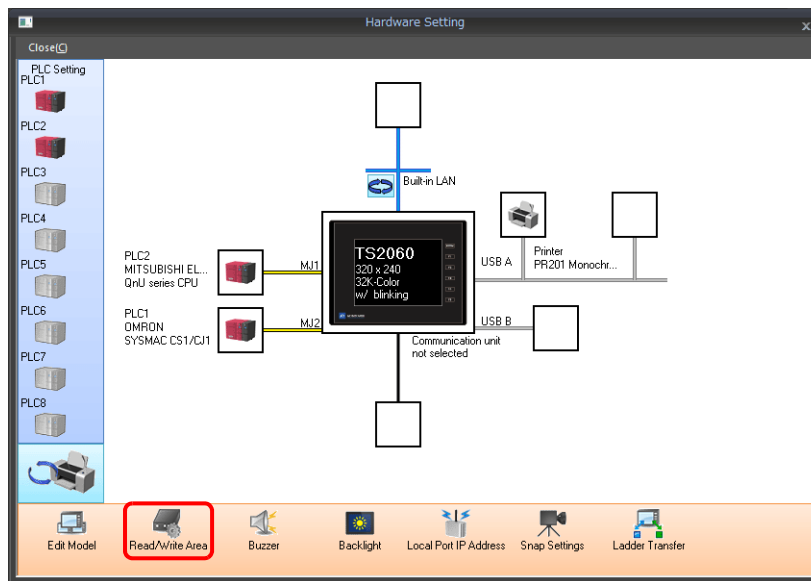 Hardware Setting
x
Close(C)
PLC Setting
PLC1
PLC2
PLC3
PLC4
PLC5
PLC6
PLC7
PLC8
Built-in LAN
PLC2
MITSUBISHI EL...
QnU series CPU
MJ1
PLC1
OMRON
SYSMAC CS1/CJ1
MJ2
TS2060
320 x 240
32K-Color
w/ blinking
USB A
Printer
PR201 Monochr...
USB B
Communication unit
not selected
Edit Model
Read/Write Area
Buzzer
Backlight
Local Port IP Address
Snap Settings
Ladder Transfer